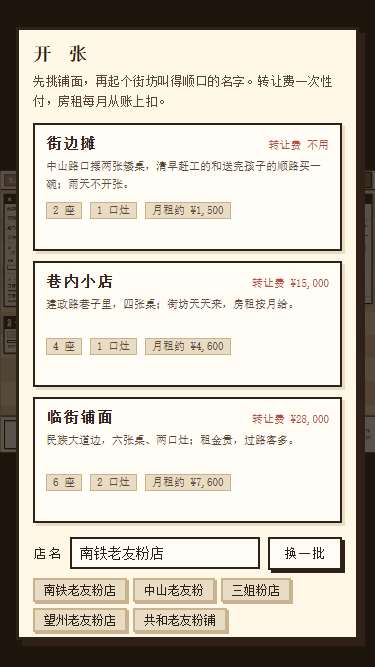 开 张
先挑铺面，再起个街坊叫得顺口的名字。转让费一次性
付，房租每月从账上扣。
街边摊 转让费 不用
中山路口摆两张矮桌，清早赶工的和送完孩子的顺路买一
碗；雨天不开张。
2 座 1 口灶 月租约 ¥1,500
巷内小店 转让费 ¥15,000
建政路巷子里，四张桌；街坊天天来，房租按月给。
4 座 1 口灶 月租约 ¥4,600
临街铺面 转让费 ¥28,000
民族大道边，六张桌、两口灶；租金贵，过路客多。
6 座 2 口灶 月租约 ¥7,600
店名 南铁老友粉店 换一批
南铁老友粉店 中山老友粉 三姐粉店
望州老友粉店 共和老友粉铺